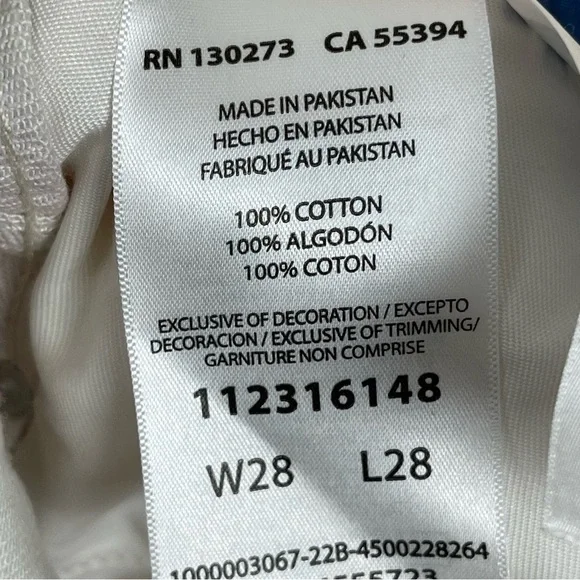 RN 130273 CA 55394
MADE IN PAKISTAN
HECHO EN PAKISTAN
FABRIQUÉ AU PAKISTAN
100% COTTON
100% ALGODÓN
100% COTON
EXCLUSIVE OF DECORATION / EXCEPTO
DECORACION / EXCLUSIVE OF TRIMMING/
GARNITURE NON COMPRISE
112316148
W28 L28
1000003067-22B-4500228264